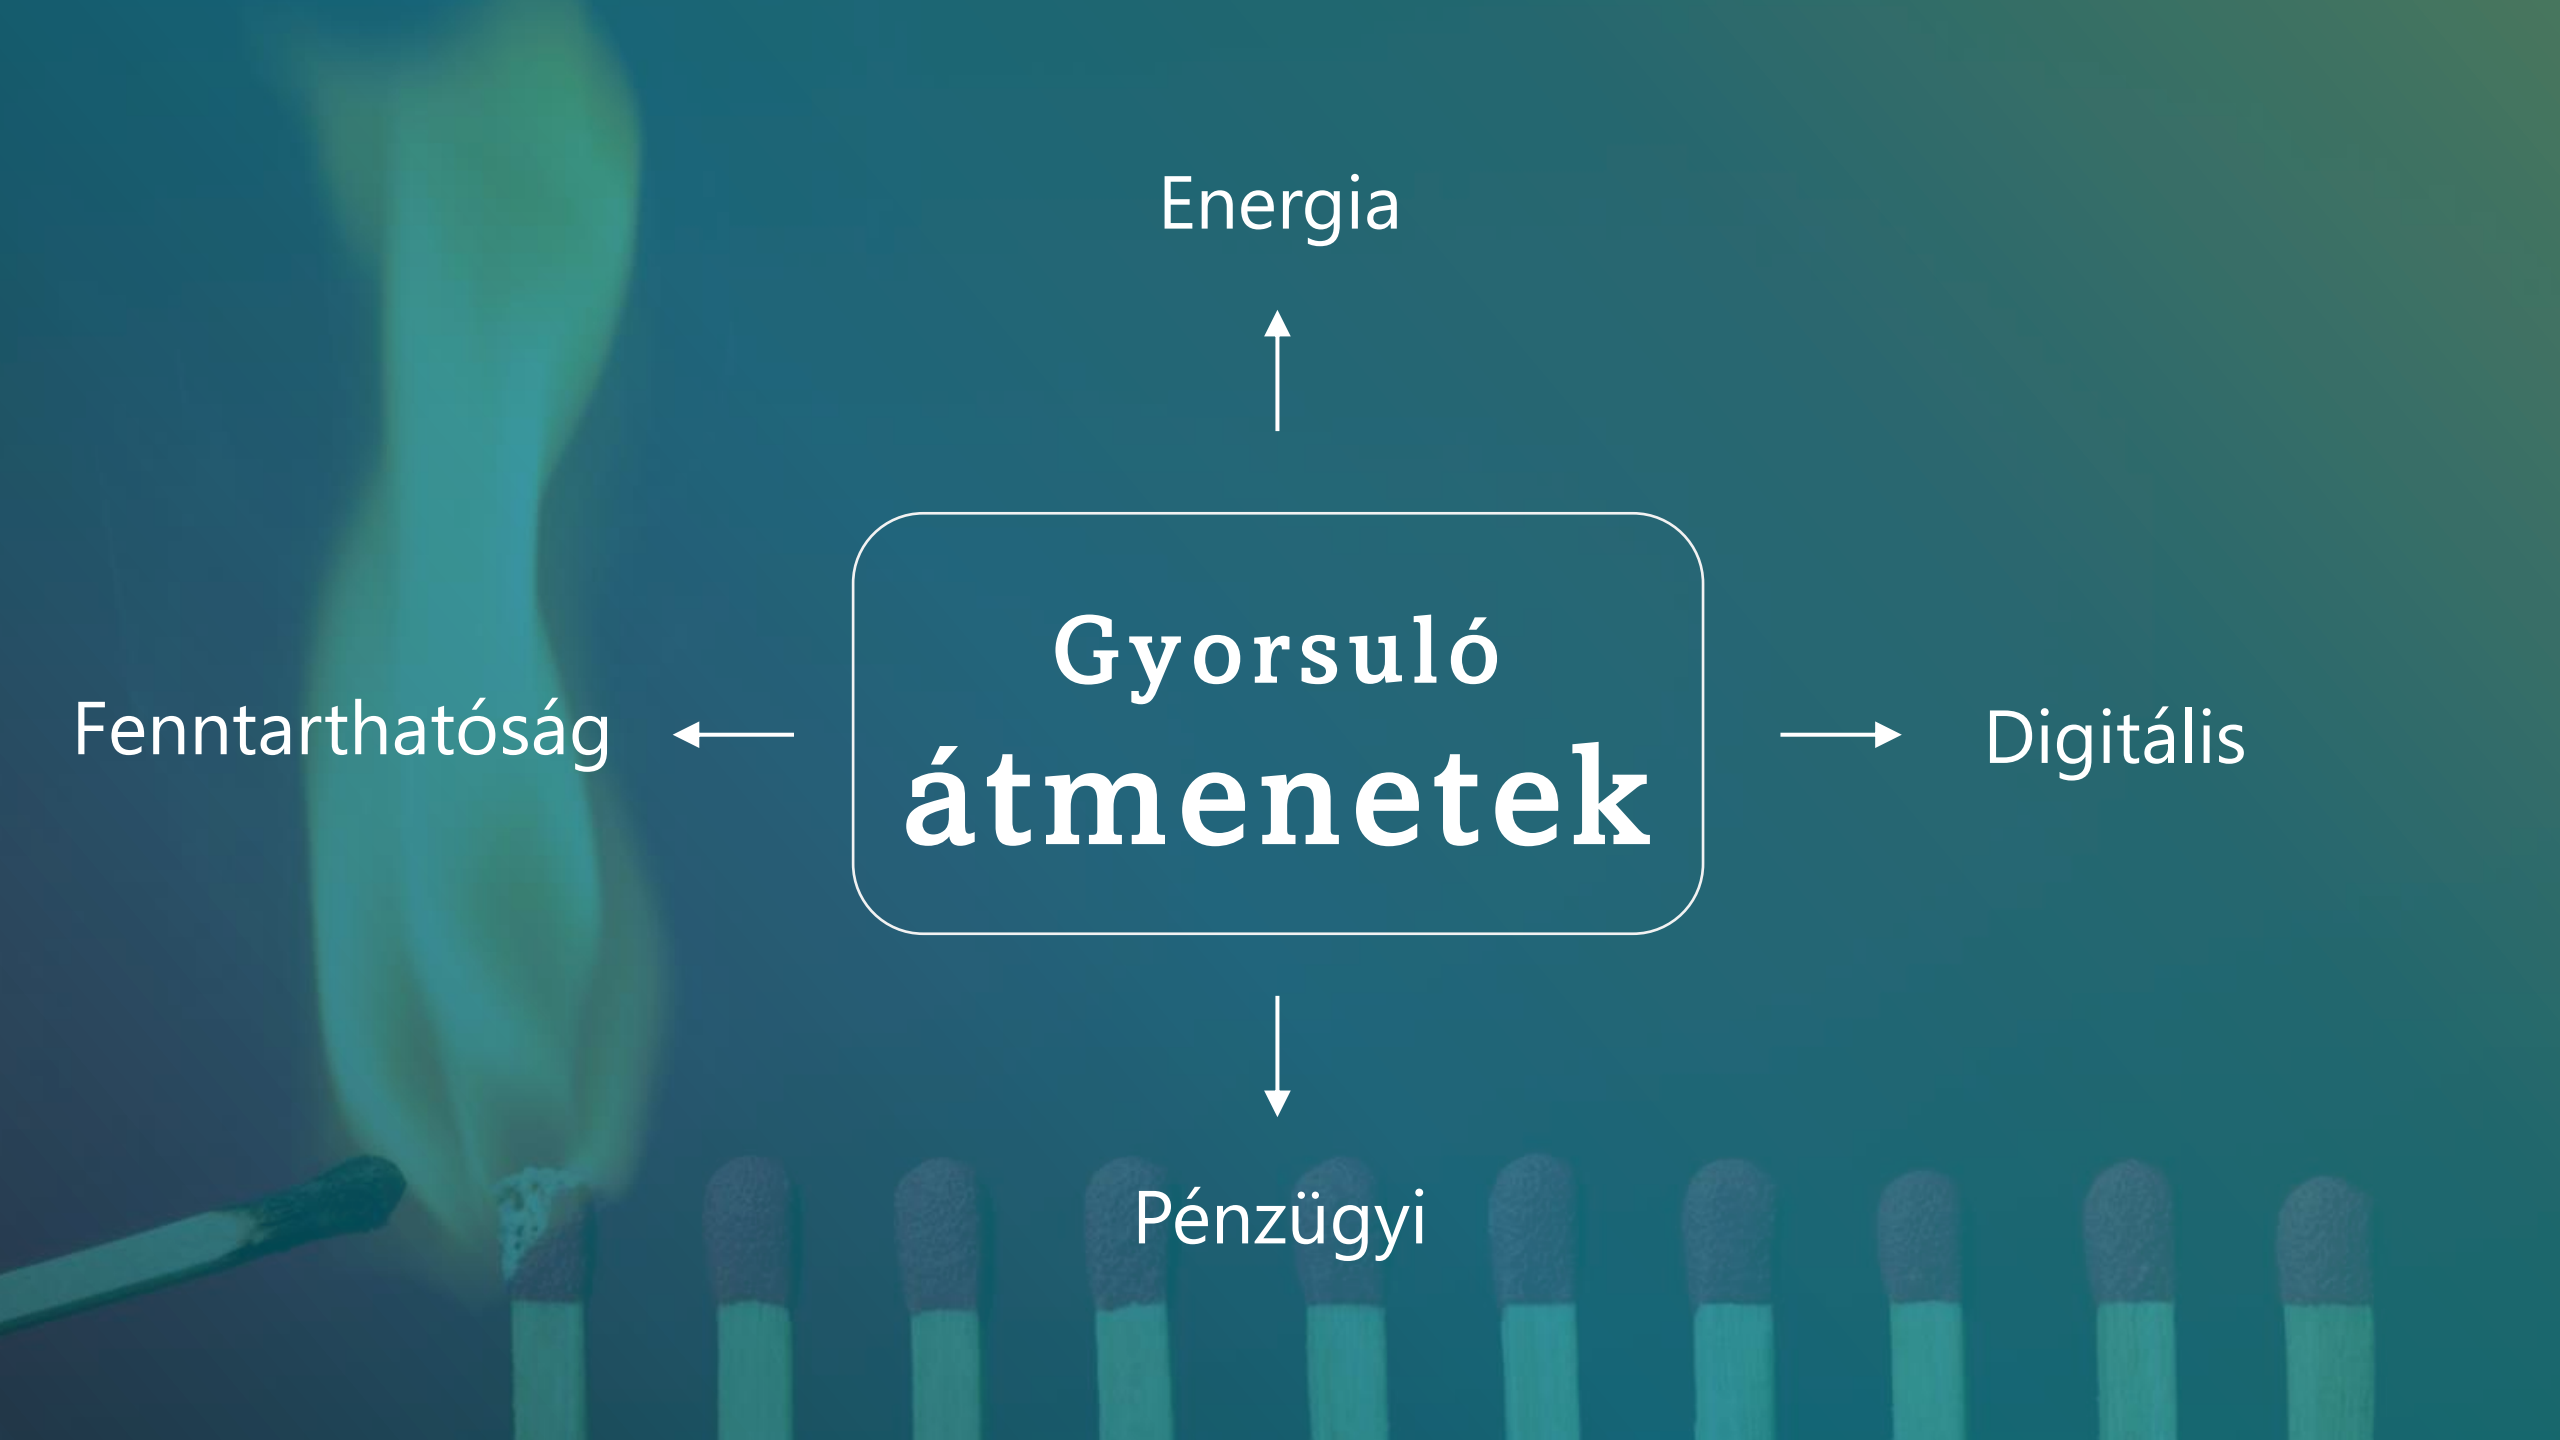 Energia
Gyorsuló
átmenetek
Fenntarthatóság
Digitális
Pénzügyi